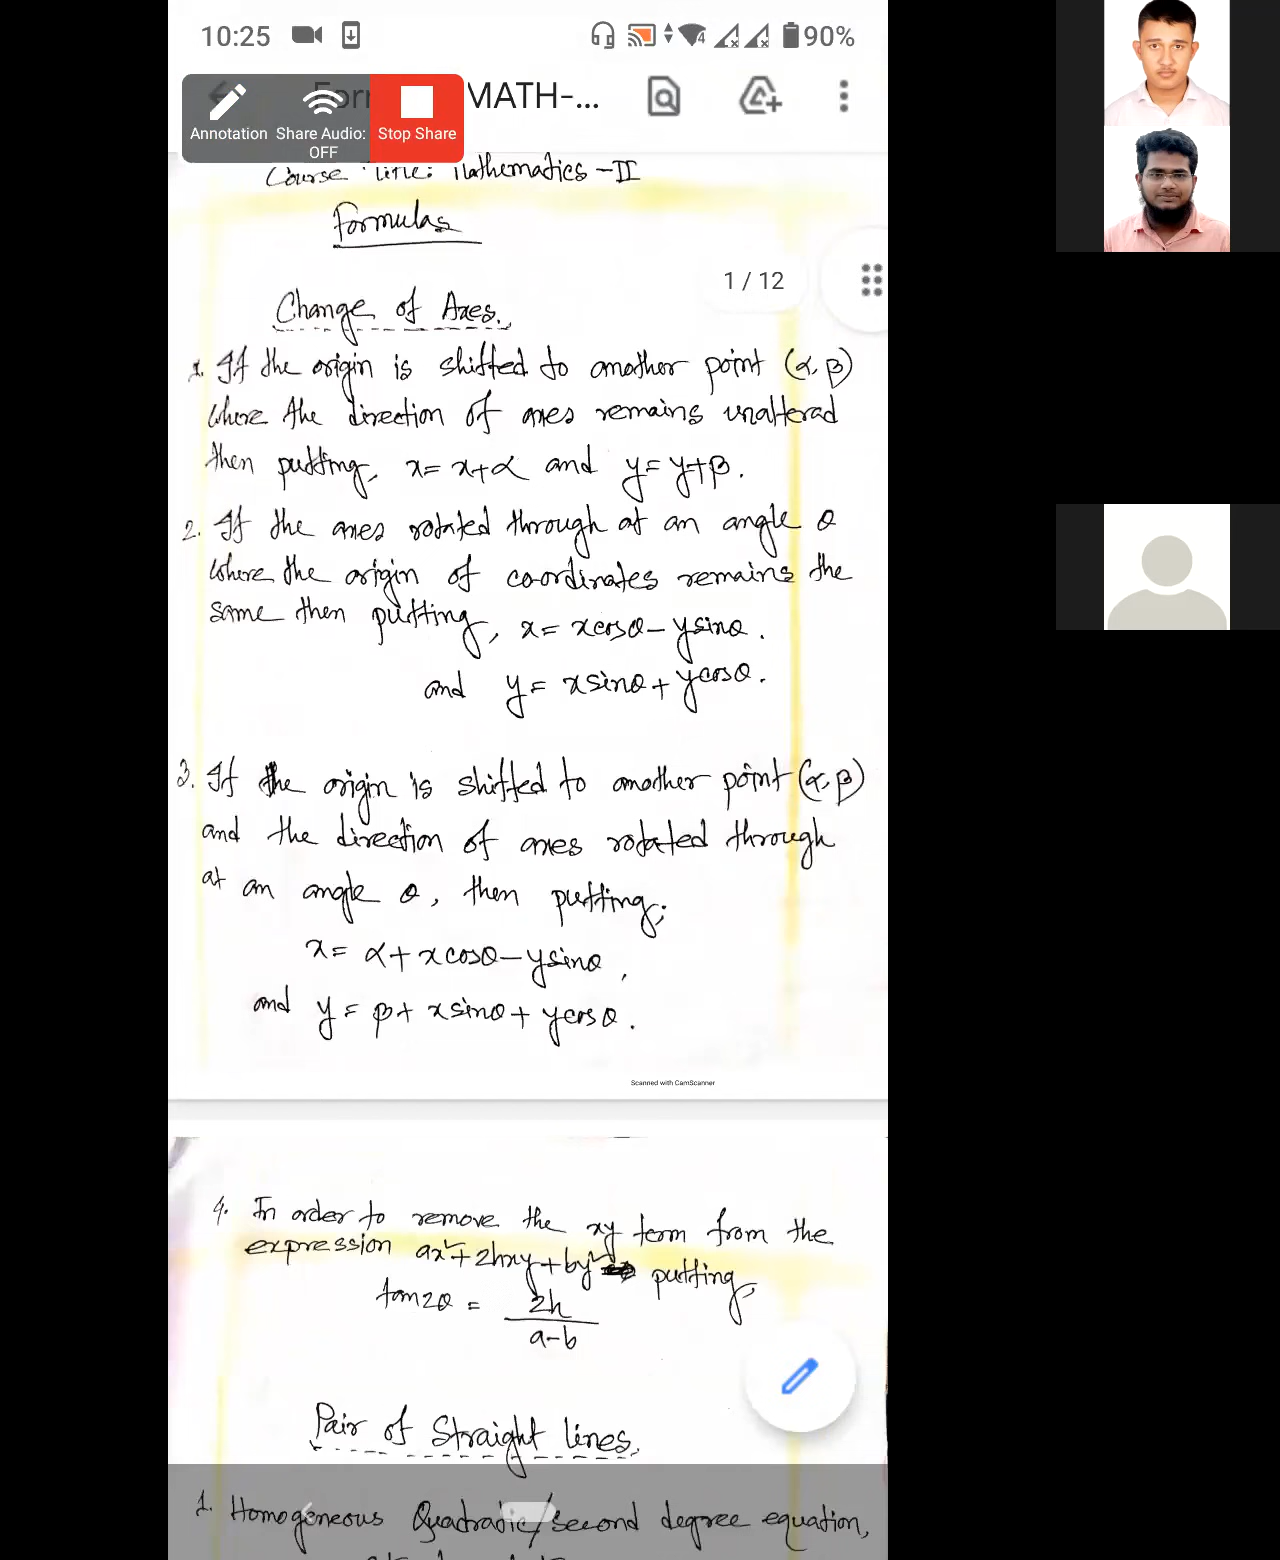 10:25
4
90%
For
MATH-...
Annotation
Share Audio:
OFF
Stop Share
Course Title: Mathematics - II
Formulas
1 / 12
Change of Axes.
1. If the origin is shifted to another point (α, β)
where the direction of axes remains unaltered
then putting, x = x+α and y = y+β.
2. If the axes rotated through at an angle θ
where the origin of co-ordinates remains the
same then putting, x = xcosθ - ysinθ.
and y = xsinθ + ycosθ.
3. If the origin is shifted to another point (α, β)
and the direction of axes rotated through
at an angle θ, then putting;
x = α + xcosθ - ysinθ,
and y = β + xsinθ + ycosθ.
Scanned with CamScanner
4. In order to remove the xy term from the
expression ax²+2hxy+by² putting,
tan2θ = 2h
a-b
Pair of Straight lines.
1. Homogeneous Quadratic/second degree equation,